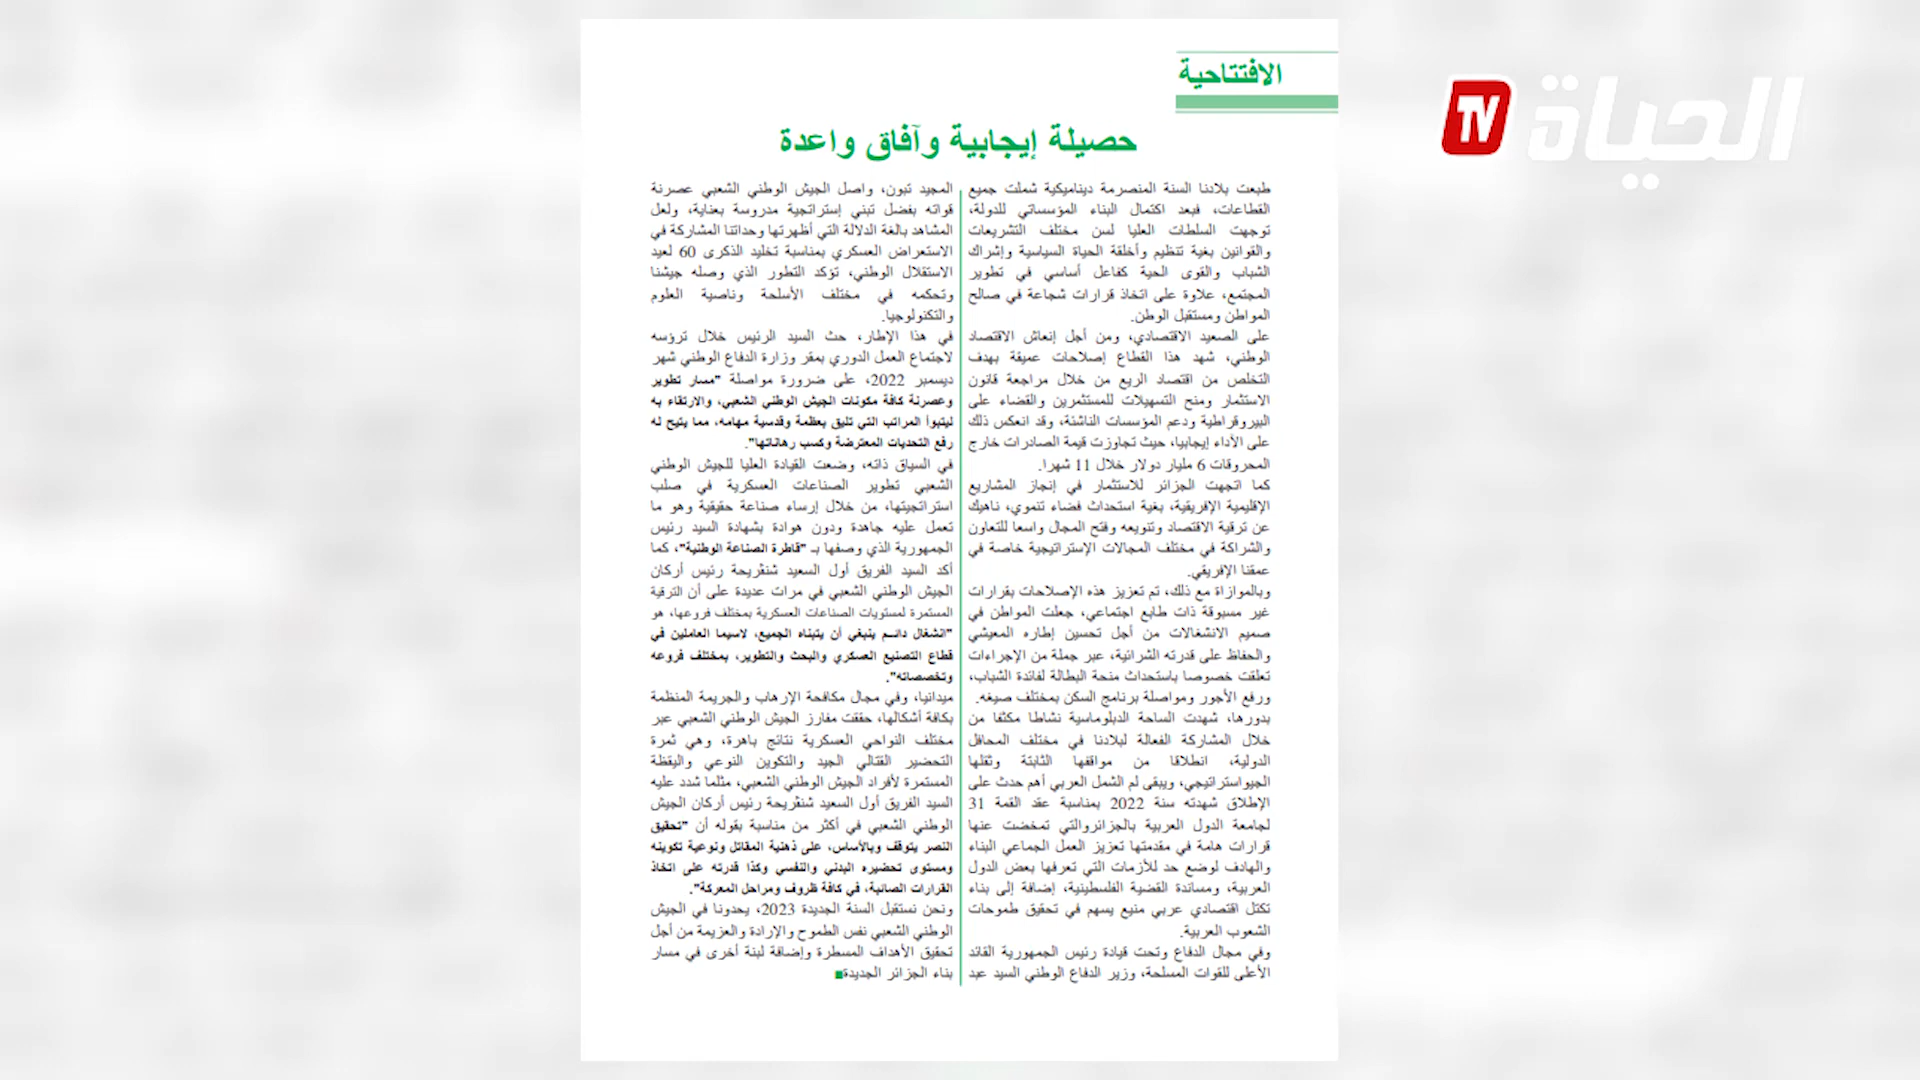 الافتتاحية
TV الحياة
حصيلة إيجابية وآفاق واعدة
طبعت بلادنا السنة المنصرمة ديناميكية شملت جميع
القطاعات، فبعد اكتمال البناء المؤسساتي للدولة،
توجهت السلطات العليا لسن مختلف التشريعات
والقوانين بغية تنظيم وأخلقة الحياة السياسية وإشراك
الشباب والقوى الحية كفاعل أساسي في تطوير
المجتمع، علاوة على اتخاذ قرارات شجاعة في صالح
المواطن ومستقبل الوطن.
على الصعيد الاقتصادي، ومن أجل إنعاش الاقتصاد
الوطني، شهد هذا القطاع إصلاحات عميقة بهدف
التخلص من اقتصاد الريع من خلال مراجعة قانون
الاستثمار ومنح التسهيلات للمستثمرين والقضاء على
البيروقراطية ودعم المؤسسات الناشئة، وقد انعكس ذلك
على الأداء إيجابيا، حيث تجاوزت قيمة الصادرات خارج
المحروقات 6 مليار دولار خلال 11 شهرا.
كما اتجهت الجزائر للاستثمار في إنجاز المشاريع
الإقليمية الإفريقية، بغية استحداث فضاء تنموي، ناهيك
عن ترقية الاقتصاد وتنويعه وفتح المجال واسعا للتعاون
والشراكة في مختلف المجالات الإستراتيجية خاصة في
عمقنا الإفريقي.
وبالموازاة مع ذلك، تم تعزيز هذه الإصلاحات بقرارات
غير مسبوقة ذات طابع اجتماعي، جعلت المواطن في
صميم الانشغالات من أجل تحسين إطاره المعيشي
والحفاظ على قدرته الشرائية، عبر جملة من الإجراءات
تعلقت خصوصا باستحداث منحة البطالة لفائدة الشباب،
ورفع الأجور ومواصلة برنامج السكن بمختلف صيغه.
بدورها، شهدت الساحة الدبلوماسية نشاطا مكثفا من
خلال المشاركة الفعالة لبلادنا في مختلف المحافل
الدولية، انطلاقا من مواقفها الثابتة وثقلها
الجيواستراتيجي، ويبقى لم الشمل العربي أهم حدث على
الإطلاق شهدته سنة 2022 بمناسبة عقد القمة 31
لجامعة الدول العربية بالجزائروالتي تمخضت عنها
قرارات هامة في مقدمتها تعزيز العمل الجماعي البناء
والهادف لوضع حد للأزمات التي تعرفها بعض الدول
العربية، ومساندة القضية الفلسطينية، إضافة إلى بناء
تكتل اقتصادي عربي منيع يسهم في تحقيق طموحات
الشعوب العربية.
وفي مجال الدفاع وتحت قيادة رئيس الجمهورية القائد
الأعلى للقوات المسلحة، وزير الدفاع الوطني السيد عبد
المجيد تبون، واصل الجيش الوطني الشعبي عصرنة
قواته بفضل تبني إستراتجية مدروسة بعناية، ولعل
المشاهد بالغة الدلالة التي أظهرتها وحداتنا المشاركة في
الاستعراض العسكري بمناسبة تخليد الذكرى 60 لعيد
الاستقلال الوطني، تؤكد التطور الذي وصله جيشنا
وتحكمه في مختلف الأسلحة وناصية العلوم
والتكنولوجيا.
في هذا الإطار، حث السيد الرئيس خلال ترؤسه
لاجتماع العمل الدوري بمقر وزارة الدفاع الوطني شهر
ديسمبر 2022، على ضرورة مواصلة "مسار تطوير
وعصرنة كافة مكونات الجيش الوطني الشعبي، والارتقاء به
ليتبوأ المراتب التي تليق بعظمة وقدسية مهامه، مما يتيح له
رفع التحديات المعترضة وكسب رهاناتها".
في السياق ذاته، وضعت القيادة العليا للجيش الوطني
الشعبي تطوير الصناعات العسكرية في صلب
استراتيجيتها، من خلال إرساء صناعة حقيقية وهو ما
تعمل عليه جاهدة ودون هوادة بشهادة السيد رئيس
الجمهورية الذي وصفها بـ "قاطرة الصناعة الوطنية"، كما
أكد السيد الفريق أول السعيد شنڨريحة رئيس أركان
الجيش الوطني الشعبي في مرات عديدة على أن الترقية
المستمرة لمستويات الصناعات العسكرية بمختلف فروعها، هو
"انشغال دائم ينبغي أن يتبناه الجميع، لاسيما العاملين في
قطاع التصنيع العسكري والبحث والتطوير، بمختلف فروعه
وتخصصاته".
ميدانيا، وفي مجال مكافحة الإرهاب والجريمة المنظمة
بكافة أشكالها، حققت مفارز الجيش الوطني الشعبي عبر
مختلف النواحي العسكرية نتائج باهرة، وهي ثمرة
التحضير القتالي الجيد والتكوين النوعي واليقظة
المستمرة لأفراد الجيش الوطني الشعبي، مثلما شدد عليه
السيد الفريق أول السعيد شنڨريحة رئيس أركان الجيش
الوطني الشعبي في أكثر من مناسبة بقوله أن "تحقيق
النصر يتوقف وبالأساس، على ذهنية المقاتل ونوعية تكوينه
ومستوى تحضيره البدني والنفسي وكذا قدرته على اتخاذ
القرارات الصائبة، في كافة ظروف ومراحل المعركة".
ونحن نستقبل السنة الجديدة 2023، يحدونا في الجيش
الوطني الشعبي نفس الطموح والإرادة والعزيمة من أجل
تحقيق الأهداف المسطرة وإضافة لبنة أخرى في مسار
بناء الجزائر الجديدة